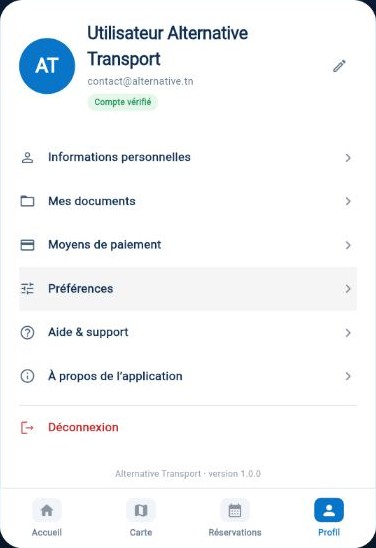 Utilisateur Alternative
AT
Transport
contact@alternative.tn
Compte vérifié
Informations personnelles
Mes documents
Moyens de paiement
Préférences
Aide & support
À propos de l'application
Déconnexion
Alternative Transport - version 1.0.0
Accueil
Carte
Réservations
Profil